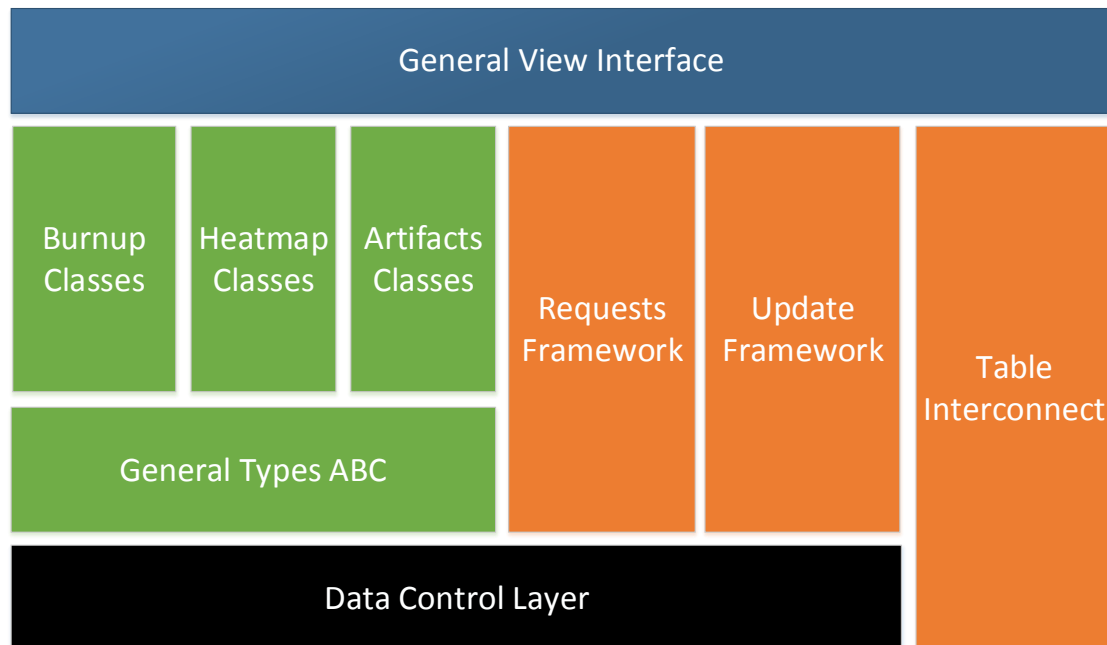 General View Interface
Burnup
Classes
Heatmap
Classes
Artifacts
Classes
Requests
Framework
Update
Framework
Table
Interconnect
General Types ABC
Data Control Layer